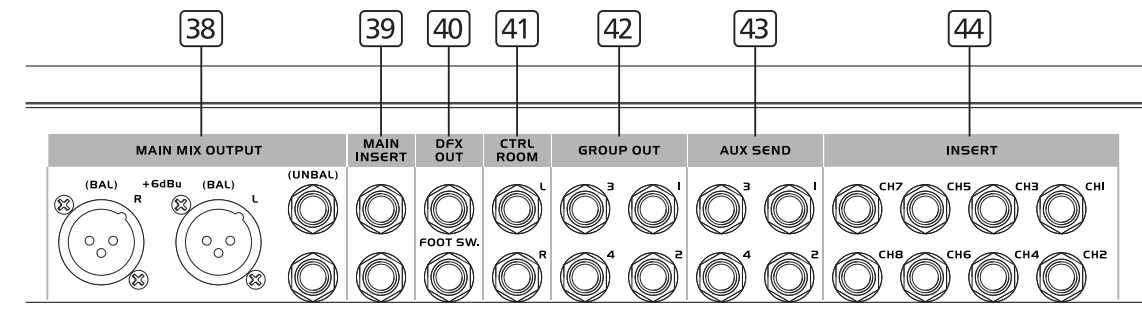 38 39 40 41 42 43 44
MAIN MIX OUTPUT
MAIN
INSERT
DFX
OUT
CTRL
ROOM
GROUP OUT
AUX SEND
INSERT
(BAL) +6dBu (BAL) (UNBAL)
R L
L
3 1
3 1
CH7 CH5 CH3 CH1
FOOT SW.
R
4 2
4 2
CH8 CH6 CH4 CH2